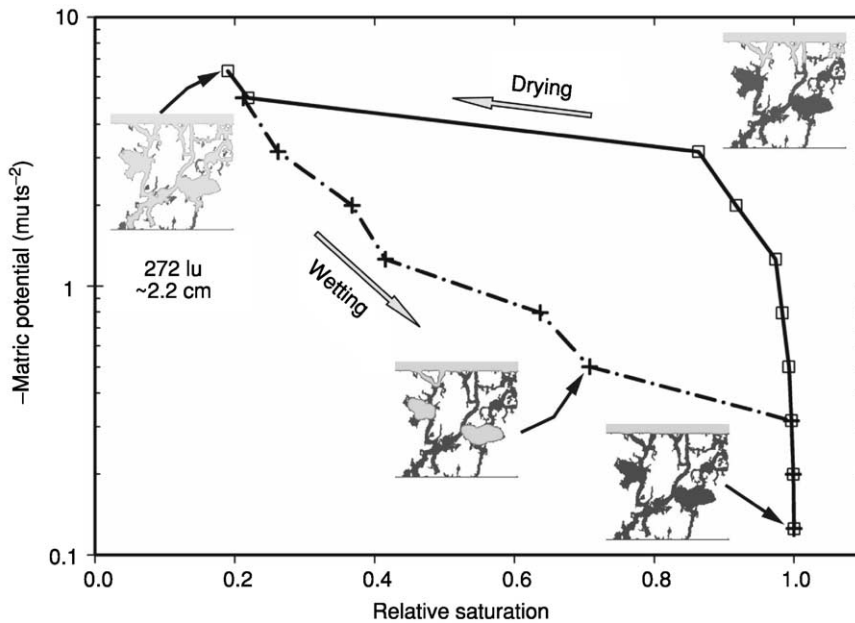 10
1
0.1
–Matric potential (mu ts⁻²)
Drying
Wetting
272 lu
~2.2 cm
0.0
0.2
0.4
0.6
0.8
1.0
Relative saturation